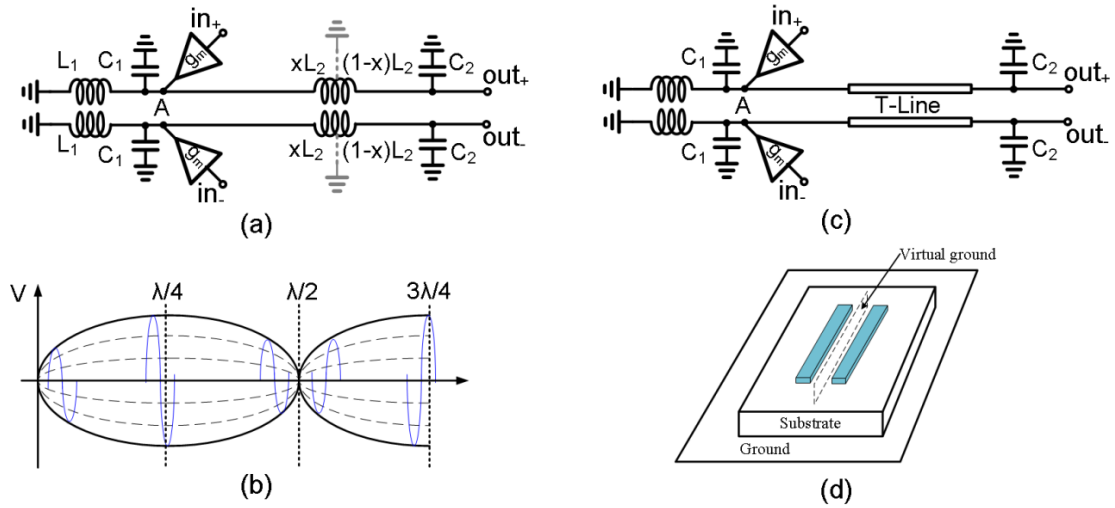 in+
gm
L1 C1 xL2 (1-x)L2 C2 out+
A
L1 C1 xL2 (1-x)L2 C2 out-
gm
in-
(a)
V λ/4 λ/2 3λ/4
(b)
in+
gm
C1 C2 out+
A T-Line
C1 C2 out-
gm
in-
(c)
Virtual ground
Substrate
Ground
(d)